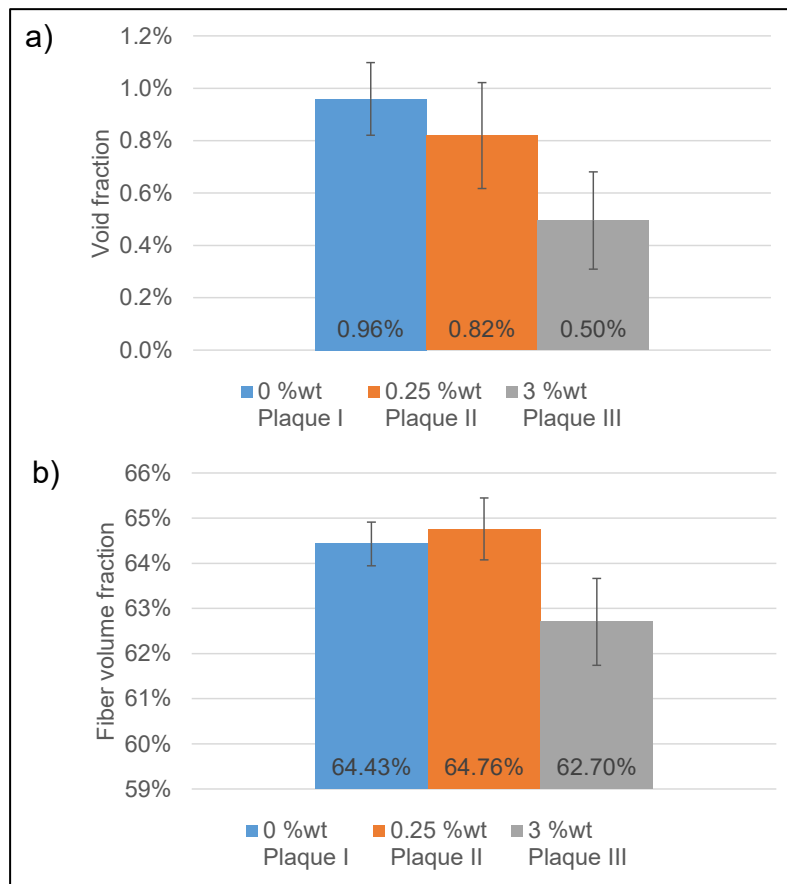 a)
Void fraction
1.2%
1.0%
0.8%
0.6%
0.4%
0.2%
0.0%
0.96%
0.82%
0.50%
0 %wt
Plaque I
0.25 %wt
Plaque II
3 %wt
Plaque III
b)
Fiber volume fraction
66%
65%
64%
63%
62%
61%
60%
59%
64.43%
64.76%
62.70%
0 %wt
Plaque I
0.25 %wt
Plaque II
3 %wt
Plaque III